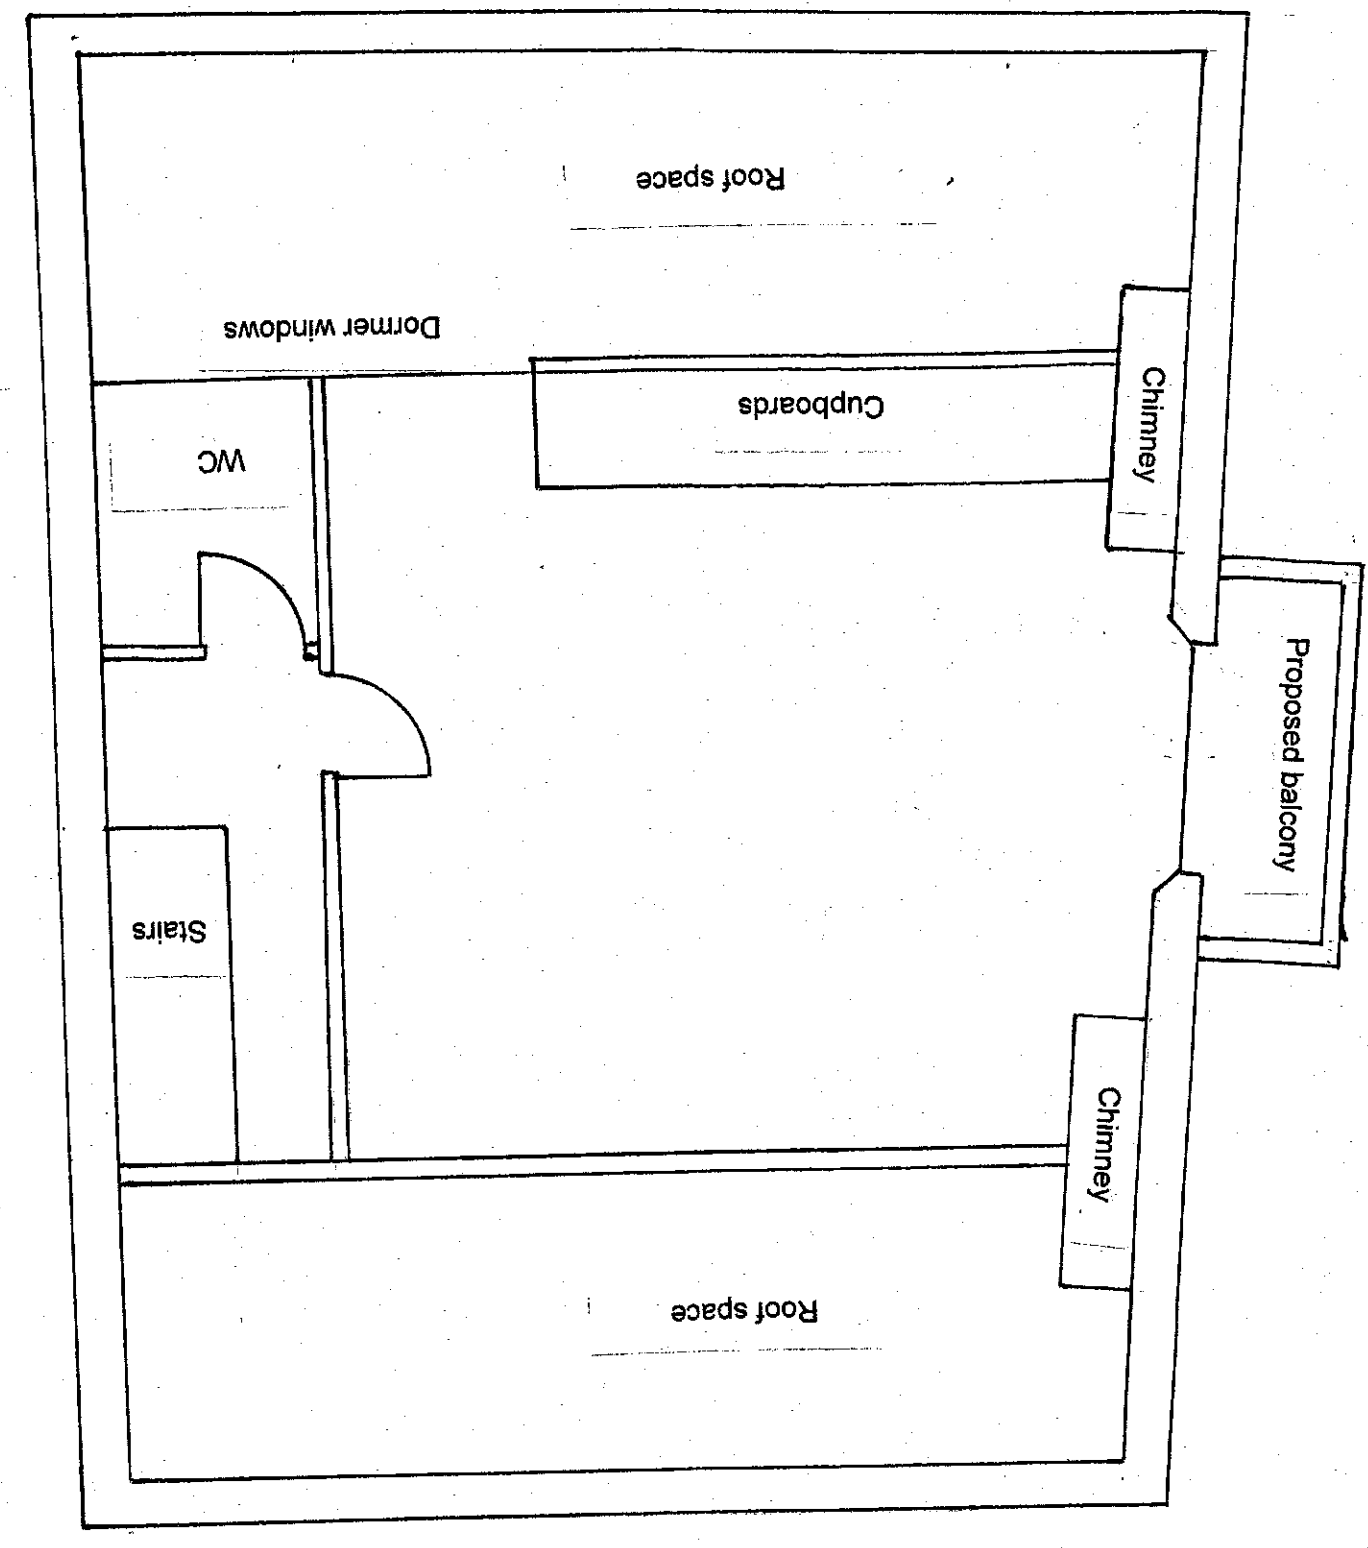 Roof space
Dormer windows
Cupboards
Chimney
WC
Proposed balcony
Stairs
Chimney
Roof space